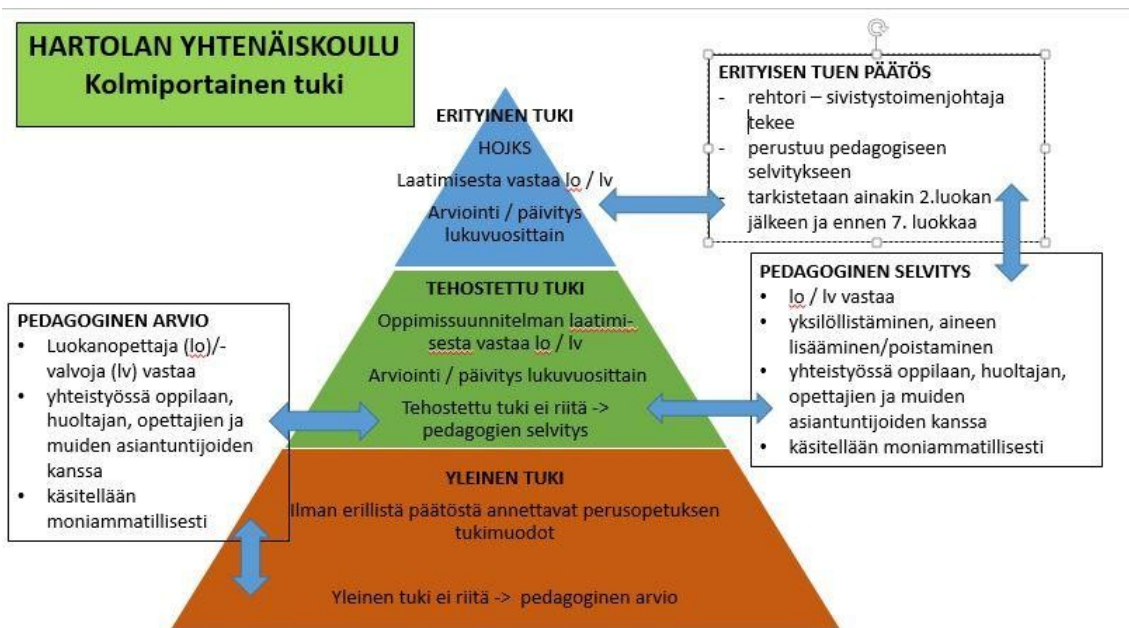 HARTOLAN YHTENÄISKOULU
Kolmiportainen tuki
ERITYINEN TUKI
HOJKS
Laatimisesta vastaa lo / lv
Arviointi / päivitys
lukuvuosittain
ERITYISEN TUEN PÄÄTÖS
- rehtori – sivistystoimenjohtaja
tekee
- perustuu pedagogiseen
selvitykseen
- tarkistetaan ainakin 2.luokan
jälkeen ja ennen 7. luokkaa
TEHOSTETTU TUKI
Oppimissuunnitelman laatimi-
sesta vastaa lo / lv
Arviointi / päivitys lukuvuosittain
Tehostettu tuki ei riitä ->
pedagogien selvitys
PEDAGOGINEN SELVITYS
• lo / lv vastaa
• yksilöllistäminen, aineen
lisääminen/poistaminen
• yhteistyössä oppilaan, huoltajan,
opettajien ja muiden
asiantuntijoiden kanssa
• käsitellään moniammatillisesti
PEDAGOGINEN ARVIO
• Luokanopettaja (lo)/-
valvoja (lv) vastaa
• yhteistyössä oppilaan,
huoltajan, opettajien ja
muiden asiantuntijoiden
kanssa
• käsitellään
moniammatillisesti
YLEINEN TUKI
Ilman erillistä päätöstä annettavat perusopetuksen
tukimuodot
Yleinen tuki ei riitä -> pedagoginen arvio